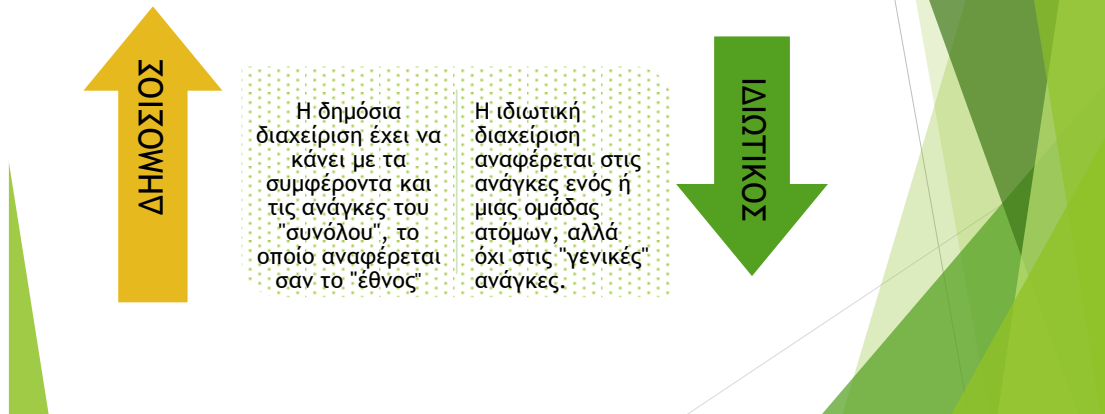 ΔΗΜΟΣΙΟΣ
Η δημόσια
διαχείριση έχει να
κάνει με τα
συμφέροντα και
τις ανάγκες του
"συνόλου", το
οποίο αναφέρεται
σαν το "έθνος"
Η ιδιωτική
διαχείριση
αναφέρεται στις
ανάγκες ενός ή
μιας ομάδας
ατόμων, αλλά
όχι στις "γενικές"
ανάγκες.
ΙΔΙΩΤΙΚΟΣ